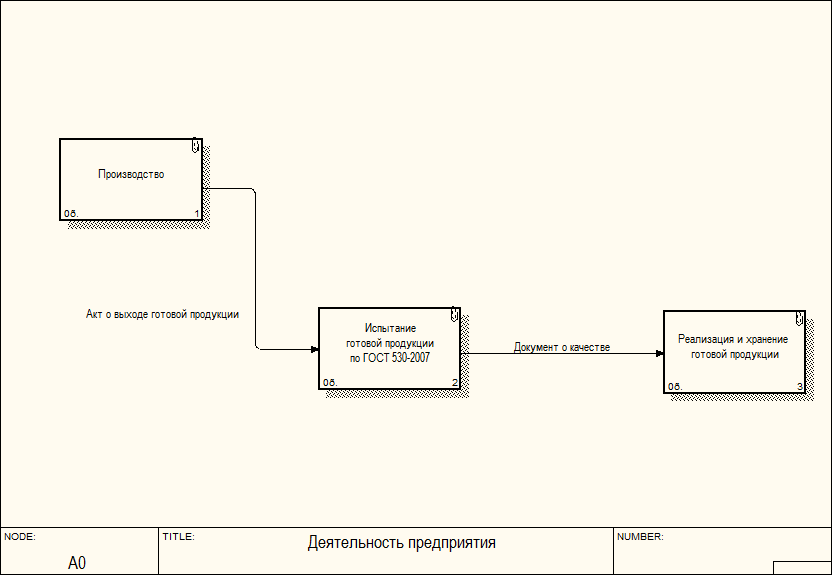 Производство
0б.
1
Акт о выходе готовой продукции
Испытание
готовой продукции
по ГОСТ 530-2007
0б.
2
Документ о качестве
Реализация и хранение
готовой продукции
0б.
3
NODE:
A0
TITLE:
Деятельность предприятия
NUMBER: